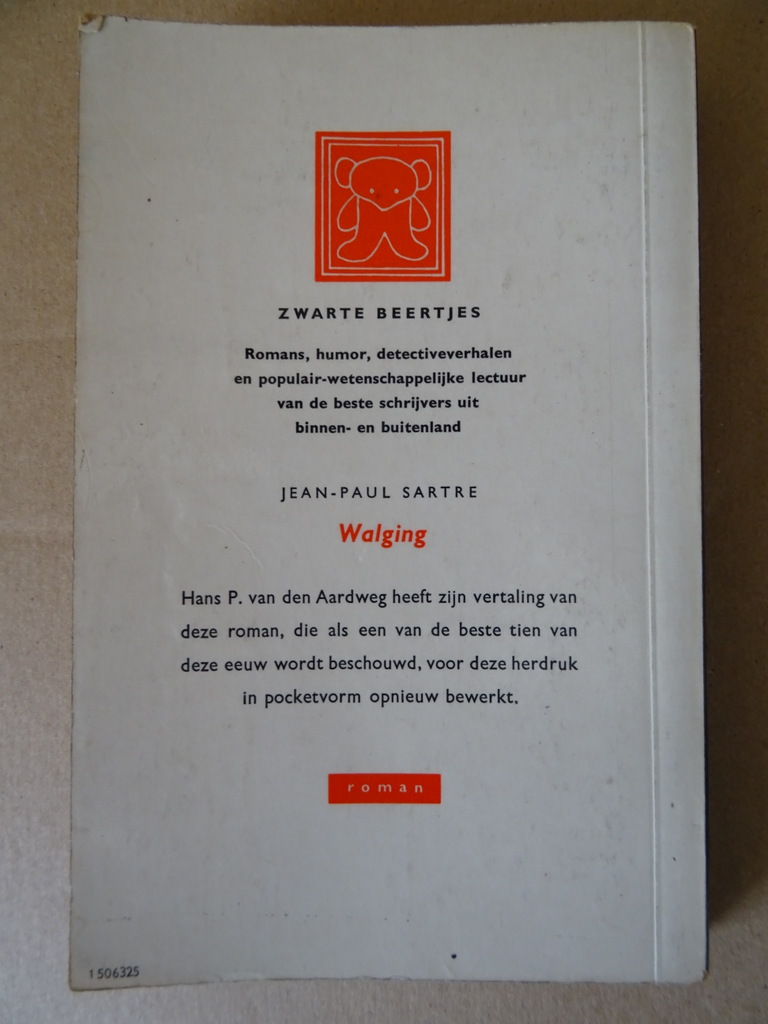 ZWARTE BEERTJES
Romans, humor, detectiveverhalen
en populair-wetenschappelijke lectuur
van de beste schrijvers uit
binnen- en buitenland
JEAN-PAUL SARTRE
Walging
Hans P. van den Aardweg heeft zijn vertaling van
deze roman, die als een van de beste tien van
deze eeuw wordt beschouwd, voor deze herdruk
in pocketvorm opnieuw bewerkt.
roman
1506325